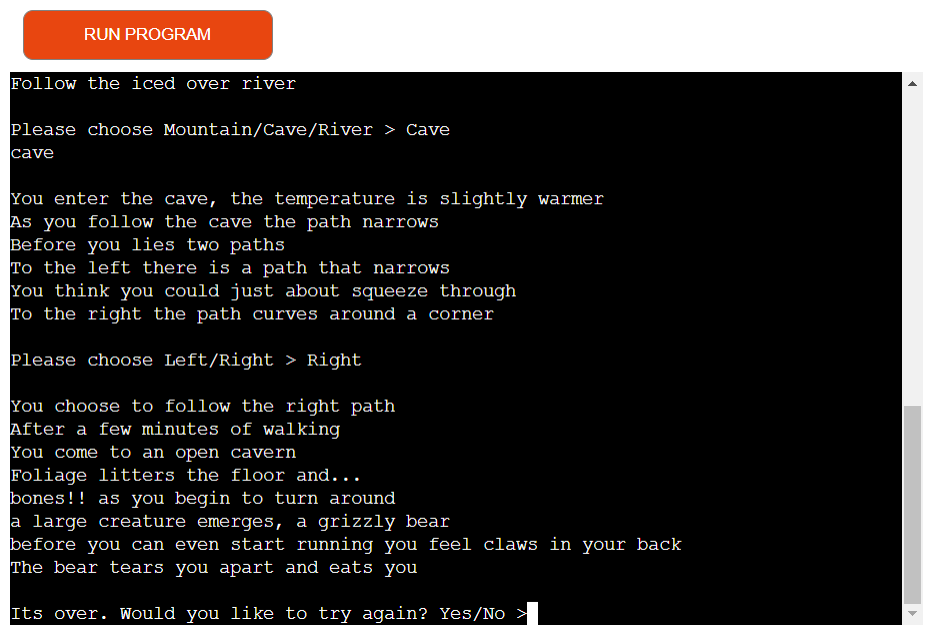 RUN PROGRAM
Follow the iced over river
Please choose Mountain/Cave/River > Cave
cave
You enter the cave, the temperature is slightly warmer
As you follow the cave the path narrows
Before you lies two paths
To the left there is a path that narrows
You think you could just about squeeze through
To the right the path curves around a corner
Please choose Left/Right > Right
You choose to follow the right path
After a few minutes of walking
You come to an open cavern
Foliage litters the floor and...
bones!! as you begin to turn around
a large creature emerges, a grizzly bear
before you can even start running you feel claws in your back
The bear tears you apart and eats you
Its over. Would you like to try again? Yes/No >